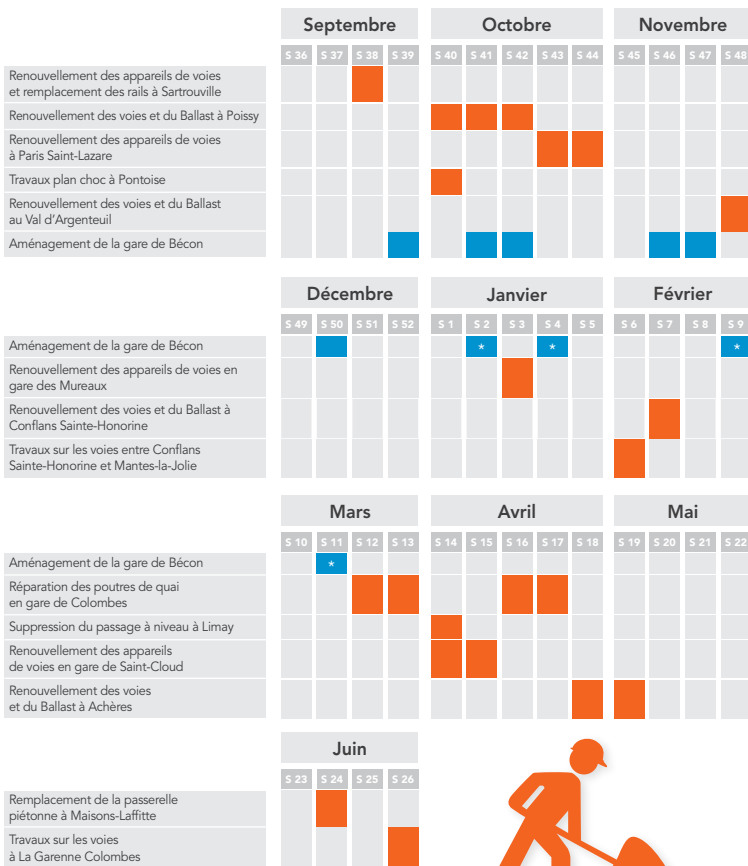 Septembre Octobre Novembre
S 36 S 37 S 38 S 39 S 40 S 41 S 42 S 43 S 44 S 45 S 46 S 47 S 48
Renouvellement des appareils de voies
et remplacement des rails à Sartrouville
Renouvellement des voies et du Ballast à Poissy
Renouvellement des appareils de voies
à Paris Saint-Lazare
Travaux plan choc à Pontoise
Renouvellement des voies et du Ballast
au Val d'Argenteuil
Aménagement de la gare de Bécon
Décembre Janvier Février
S 49 S 50 S 51 S 52 S 1 S 2 S 3 S 4 S 5 S 6 S 7 S 8 S 9
Aménagement de la gare de Bécon * * *
Renouvellement des appareils de voies en
gare des Mureaux
Renouvellement des voies et du Ballast à
Conflans Sainte-Honorine
Travaux sur les voies entre Conflans
Sainte-Honorine et Mantes-la-Jolie
Mars Avril Mai
S 10 S 11 S 12 S 13 S 14 S 15 S 16 S 17 S 18 S 19 S 20 S 21 S 22
Aménagement de la gare de Bécon *
Réparation des poutres de quai
en gare de Colombes
Suppression du passage à niveau à Limay
Renouvellement des appareils
de voies en gare de Saint-Cloud
Renouvellement des voies
et du Ballast à Achères
Juin
S 23 S 24 S 25 S 26
Remplacement de la passerelle
piétonne à Maisons-Laffitte
Travaux sur les voies
à La Garenne Colombes